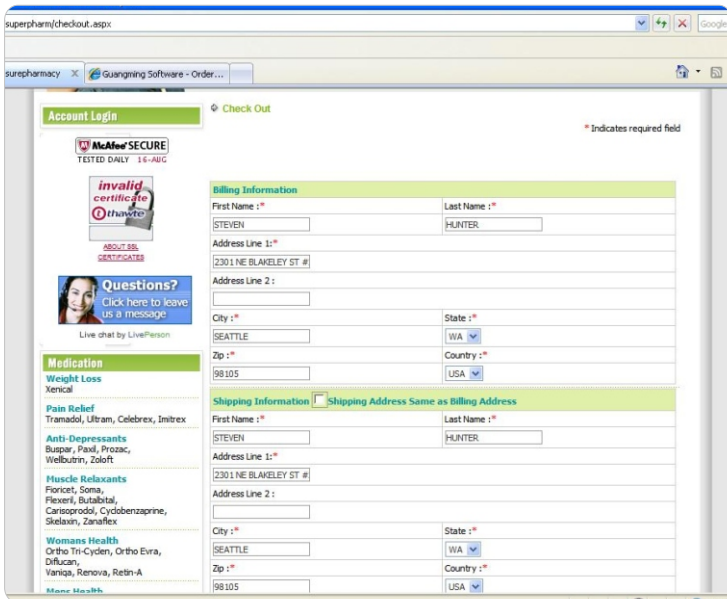 superpharm/checkout.aspx
Google
surepharmacy
Guangming Software - Order...
Account Login
McAfee SECURE
TESTED DAILY 16-AUG
invalid
certificate
thawte
ABOUT SSL
CERTIFICATES
Questions?
Click here to leave
us a message
Live chat by LivePerson
Medication
Weight Loss
Xenical
Pain Relief
Tramadol, Ultram, Celebrex, Imitrex
Anti-Depressants
Buspar, Paxil, Prozac,
Wellbutrin, Zoloft
Muscle Relaxants
Fioricet, Soma,
Flexeril, Butalbital,
Carisoprodol, Cyclobenzaprine,
Skelaxin, Zanaflex
Womans Health
Ortho Tri-Cyclen, Ortho Evra,
Diflucan,
Vaniqa, Renova, Retin-A
Mens Health
Check Out
* Indicates required field
Billing Information
First Name :* Last Name :*
STEVEN HUNTER
Address Line 1:*
2301 NE BLAKELEY ST #
Address Line 2 :
City :* State :*
SEATTLE WA
Zip :* Country :*
98105 USA
Shipping Information Shipping Address Same as Billing Address
First Name :* Last Name :*
STEVEN HUNTER
Address Line 1:*
2301 NE BLAKELEY ST #
Address Line 2 :
City :* State :*
SEATTLE WA
Zip :* Country :*
98105 USA